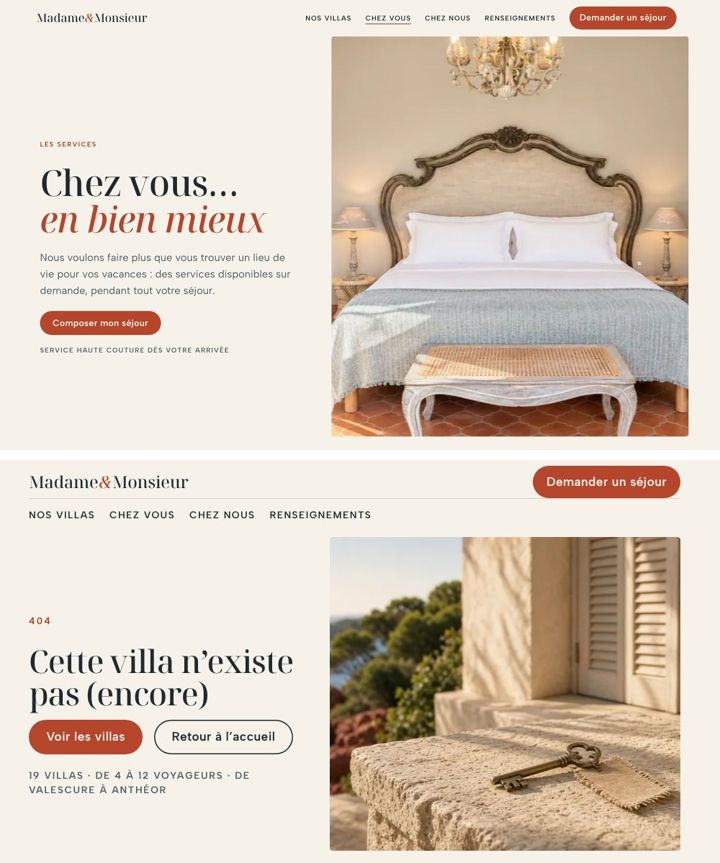 Madame&Monsieur
NOS VILLAS CHEZ VOUS CHEZ NOUS RENSEIGNEMENTS Demander un séjour
LES SERVICES
Chez vous…
en bien mieux
Nous voulons faire plus que vous trouver un lieu de
vie pour vos vacances : des services disponibles sur
demande, pendant tout votre séjour.
Composer mon séjour
SERVICE HAUTE COUTURE DÈS VOTRE ARRIVÉE
Madame&Monsieur
Demander un séjour
NOS VILLAS CHEZ VOUS CHEZ NOUS RENSEIGNEMENTS
404
Cette villa n’existe
pas (encore)
Voir les villas Retour à l’accueil
19 VILLAS · DE 4 À 12 VOYAGEURS · DE
VALESCURE À ANTHÉOR